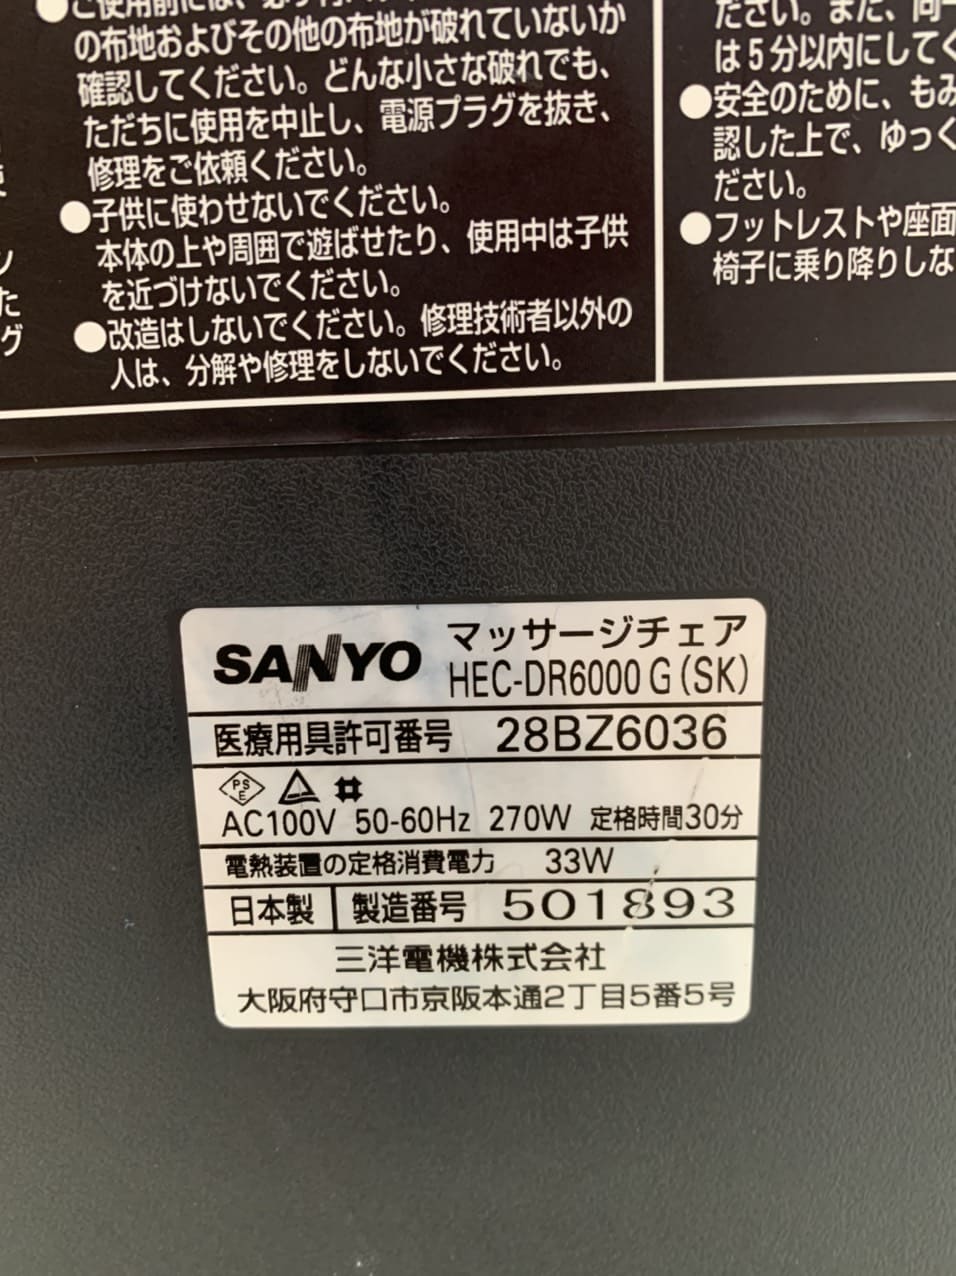 ご使用前には、必ず
の布地およびその他の布地が破れていないか
確認してください。どんな小さな破れでも、
ただちに使用を中止し、電源プラグを抜き、
修理をご依頼ください。
●子供に使わせないでください。
本体の上や周囲で遊ばせたり、使用中は子供
を近づけないでください。
●改造はしないでください。修理技術者以外の
人は、分解や修理をしないでください。
ださい。また、同一
は5分以内にしてく
●安全のために、もみ
認した上で、ゆっく
ださい。
●フットレストや座面
椅子に乗り降りしな
ン
た
グ
SANYO マッサージチェア
HEC-DR6000G(SK)
医療用具許可番号 28BZ6036
PSE
AC100V 50-60Hz 270W 定格時間30分
電熱装置の定格消費電力 33W
日本製 製造番号 501893
三洋電機株式会社
大阪府守口市京阪本通2丁目5番5号